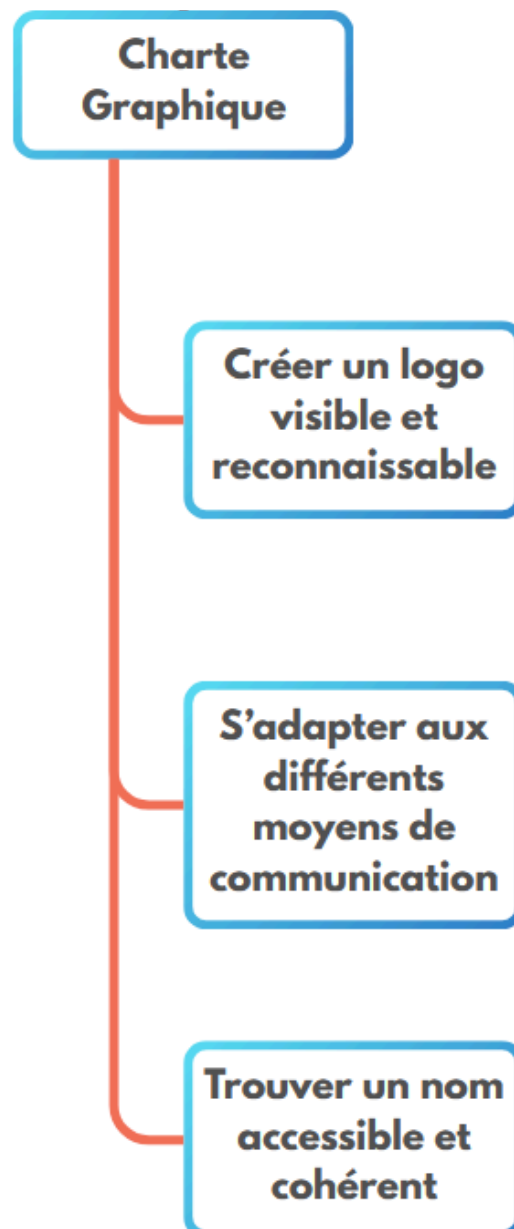 Charte
Graphique
Créer un logo
visible et
reconnaissable
S’adapter aux
différents
moyens de
communication
Trouver un nom
accessible et
cohérent